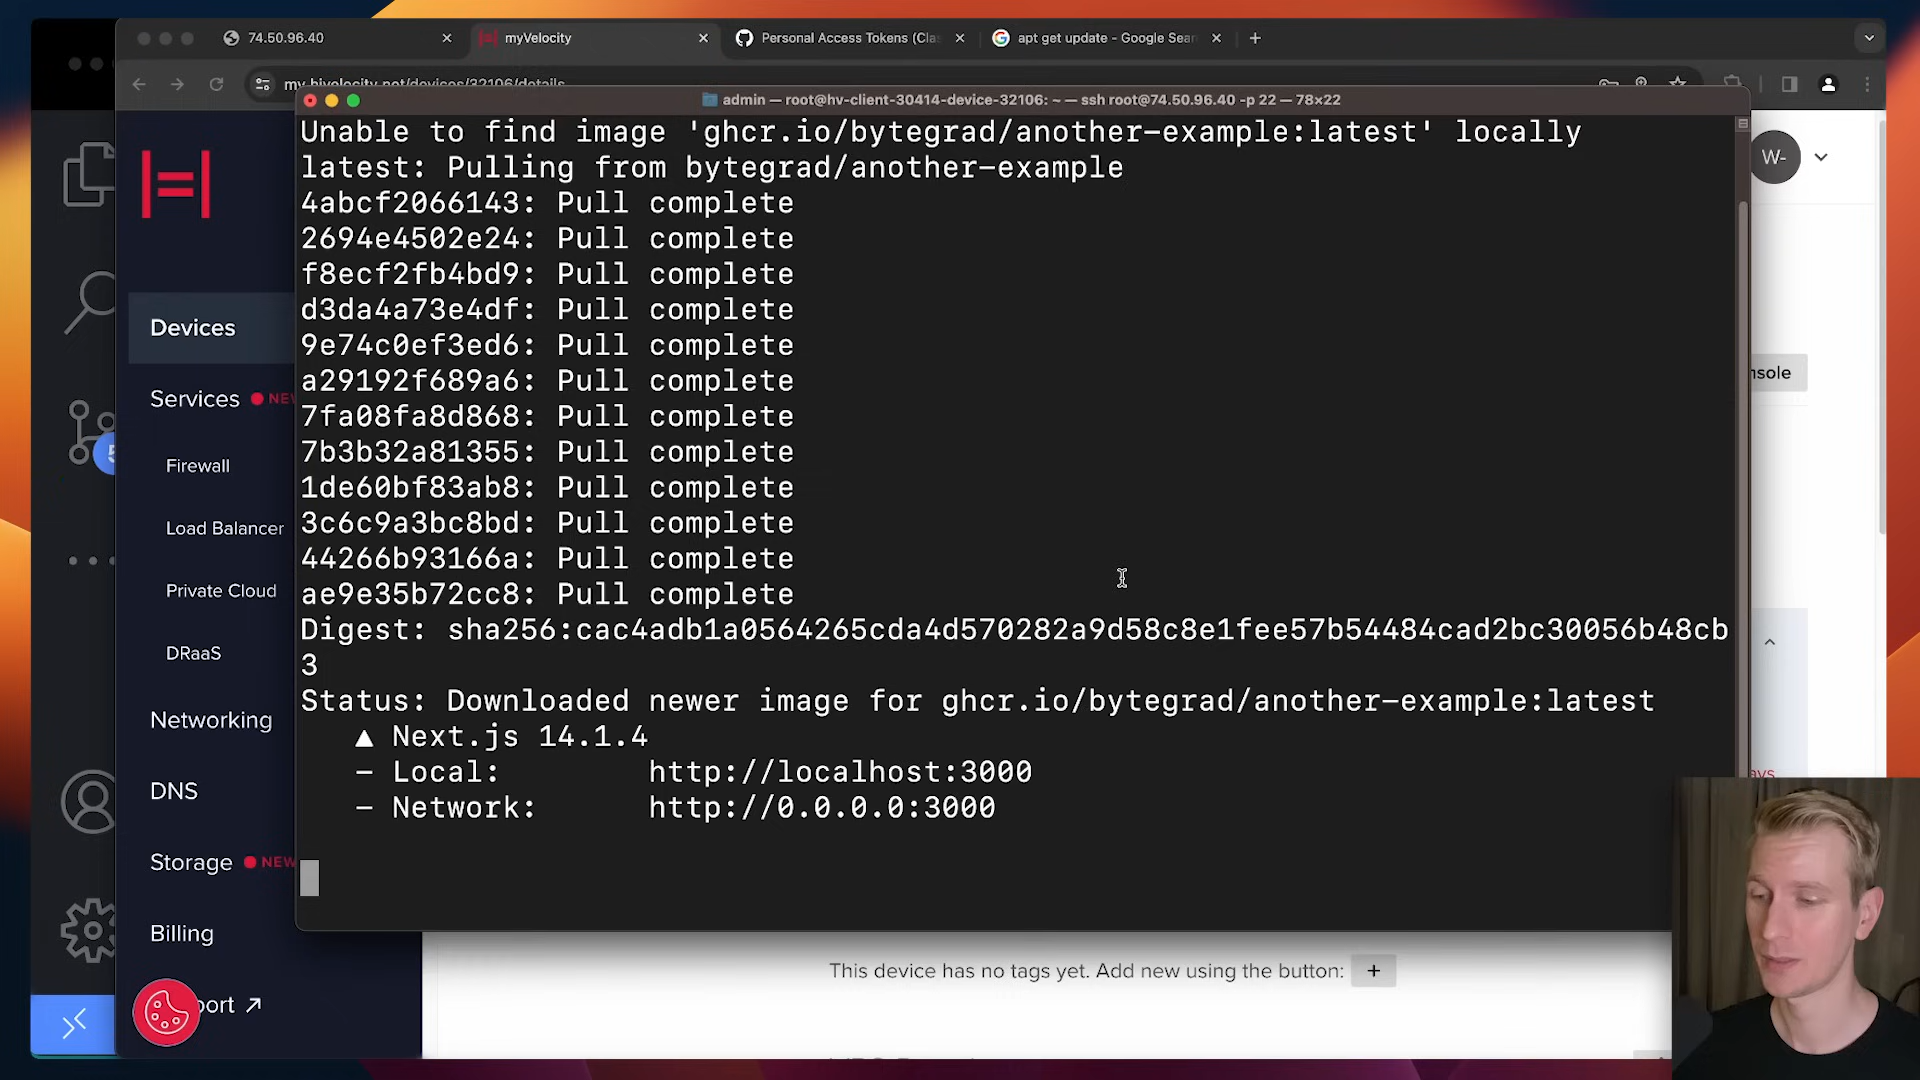 74.50.96.40
myVelocity
Personal Access Tokens (Cla
apt get update - Google Sear
my.hivelocity.net/devices/32106/details
admin — root@hv-client-30414-device-32106: ~ — ssh root@74.50.96.40 -p 22 — 78×22
Unable to find image 'ghcr.io/bytegrad/another-example:latest' locally
latest: Pulling from bytegrad/another-example
4abcf2066143: Pull complete
2694e4502e24: Pull complete
f8ecf2fb4bd9: Pull complete
d3da4a73e4df: Pull complete
9e74c0ef3ed6: Pull complete
a29192f689a6: Pull complete
7fa08fa8d868: Pull complete
7b3b32a81355: Pull complete
1de60bf83ab8: Pull complete
3c6c9a3bc8bd: Pull complete
44266b93166a: Pull complete
ae9e35b72cc8: Pull complete
Digest: sha256:cac4adb1a0564265cda4d570282a9d58c8e1fee57b54484cad2bc30056b48cb
3
Status: Downloaded newer image for ghcr.io/bytegrad/another-example:latest
▲ Next.js 14.1.4
– Local: http://localhost:3000
– Network: http://0.0.0.0:3000
Devices
Services NEW
Firewall
Load Balancer
Private Cloud
DRaaS
Networking
DNS
Storage NEW
Billing
port
W-
nsole
This device has no tags yet. Add new using the button: +